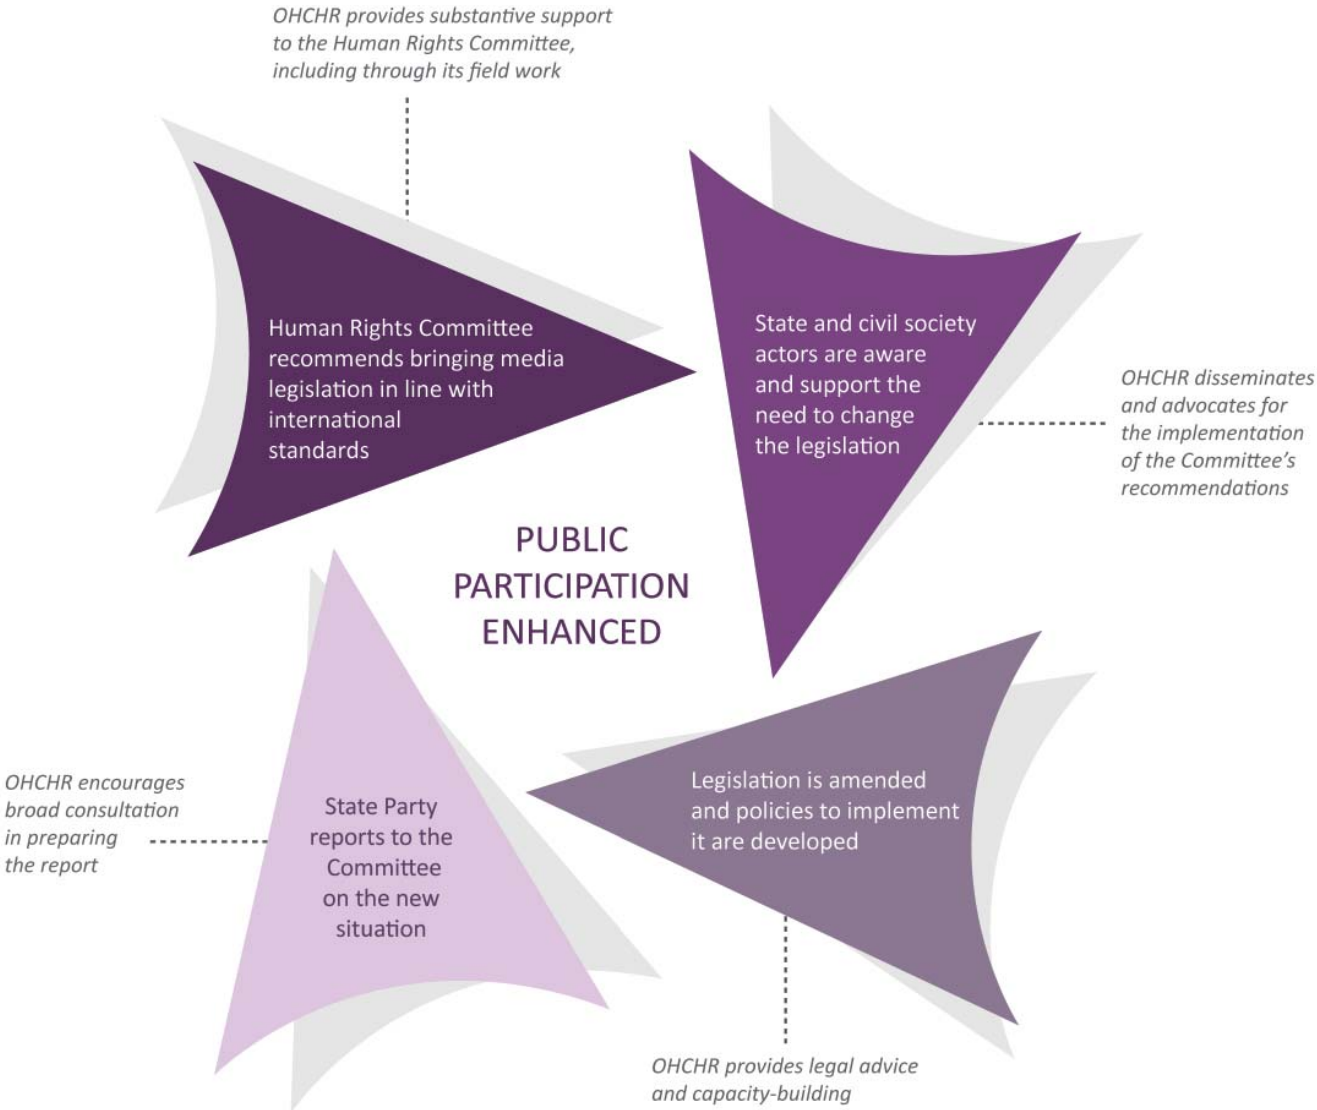 OHCHR provides substantive support
to the Human Rights Committee,
including through its field work
Human Rights Committee
recommends bringing media
legislation in line with
international
standards
State and civil society
actors are aware
and support the
need to change
the legislation
OHCHR disseminates
and advocates for
the implementation
of the Committee’s
recommendations
PUBLIC
PARTICIPATION
ENHANCED
Legislation is amended
and policies to implement
it are developed
OHCHR provides legal advice
and capacity-building
State Party
reports to the
Committee
on the new
situation
OHCHR encourages
broad consultation
in preparing
the report